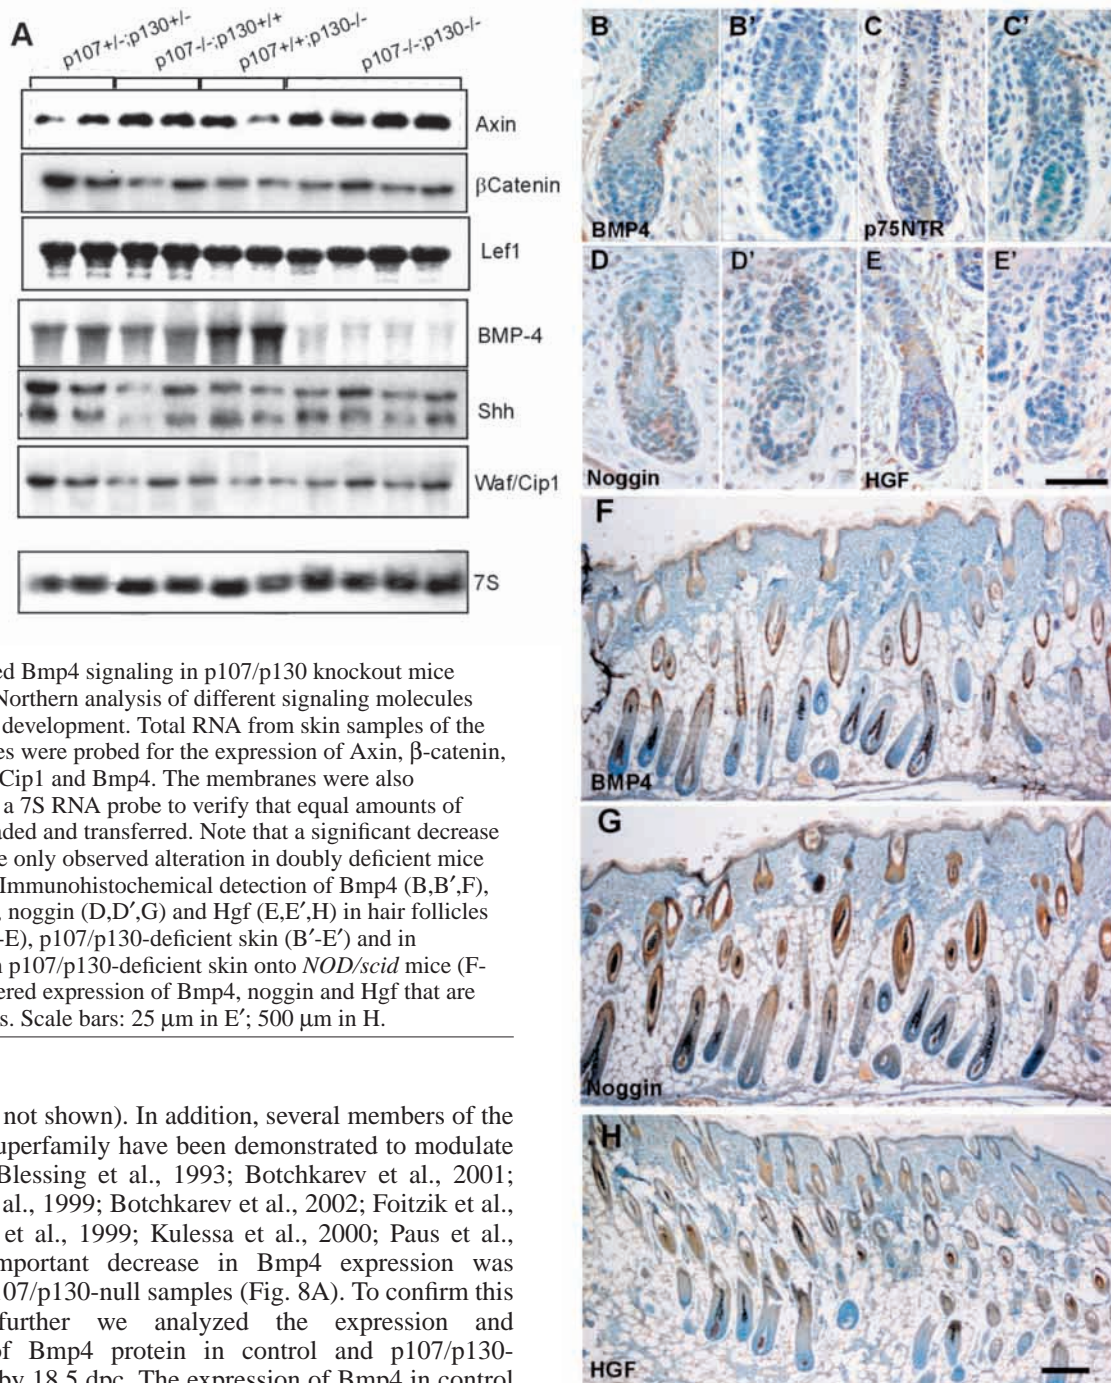 A
p107+/-;p130+/-
p107-/-;p130+/+
p107+/+;p130-/-
p107-/-;p130-/-
Axin
βCatenin
Lef1
BMP-4
Shh
Waf/Cip1
7S
B
B'
C
C'
BMP4
p75NTR
D
D'
E
E'
Noggin
HGF
F
BMP4
G
Noggin
H
HGF
ed Bmp4 signaling in p107/p130 knockout mice
Northern analysis of different signaling molecules
development. Total RNA from skin samples of the
es were probed for the expression of Axin, β-catenin,
Cip1 and Bmp4. The membranes were also
a 7S RNA probe to verify that equal amounts of
aded and transferred. Note that a significant decrease
e only observed alteration in doubly deficient mice
Immunohistochemical detection of Bmp4 (B,B′,F),
, noggin (D,D′,G) and Hgf (E,E′,H) in hair follicles
-E), p107/p130-deficient skin (B′-E′) and in
n p107/p130-deficient skin onto NOD/scid mice (F-
ered expression of Bmp4, noggin and Hgf that are
s. Scale bars: 25 μm in E′; 500 μm in H.
not shown). In addition, several members of the
uperfamily have been demonstrated to modulate
Blessing et al., 1993; Botchkarev et al., 2001;
al., 1999; Botchkarev et al., 2002; Foitzik et al.,
et al., 1999; Kulessa et al., 2000; Paus et al.,
mportant decrease in Bmp4 expression was
07/p130-null samples (Fig. 8A). To confirm this
further we analyzed the expression and
of Bmp4 protein in control and p107/p130-
by 18.5 dpc. The expression of Bmp4 in control